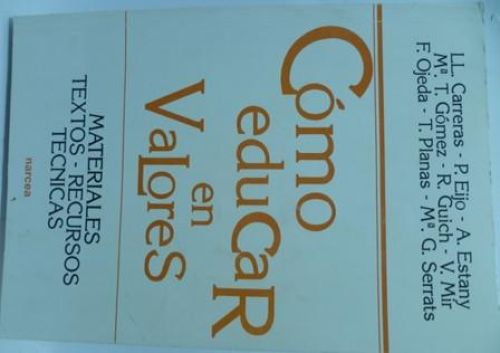 LL. Carreras - P. Eijo - A. Estany
Mª T. Gómez - R. Guich - V. Mir
F. Ojeda - T. Planas - Mª G. Serrats
Cómo
eduCaR
en
VaLoreS
MATERIALES
TEXTOS - RECURSOS
TECNICAS
narcea